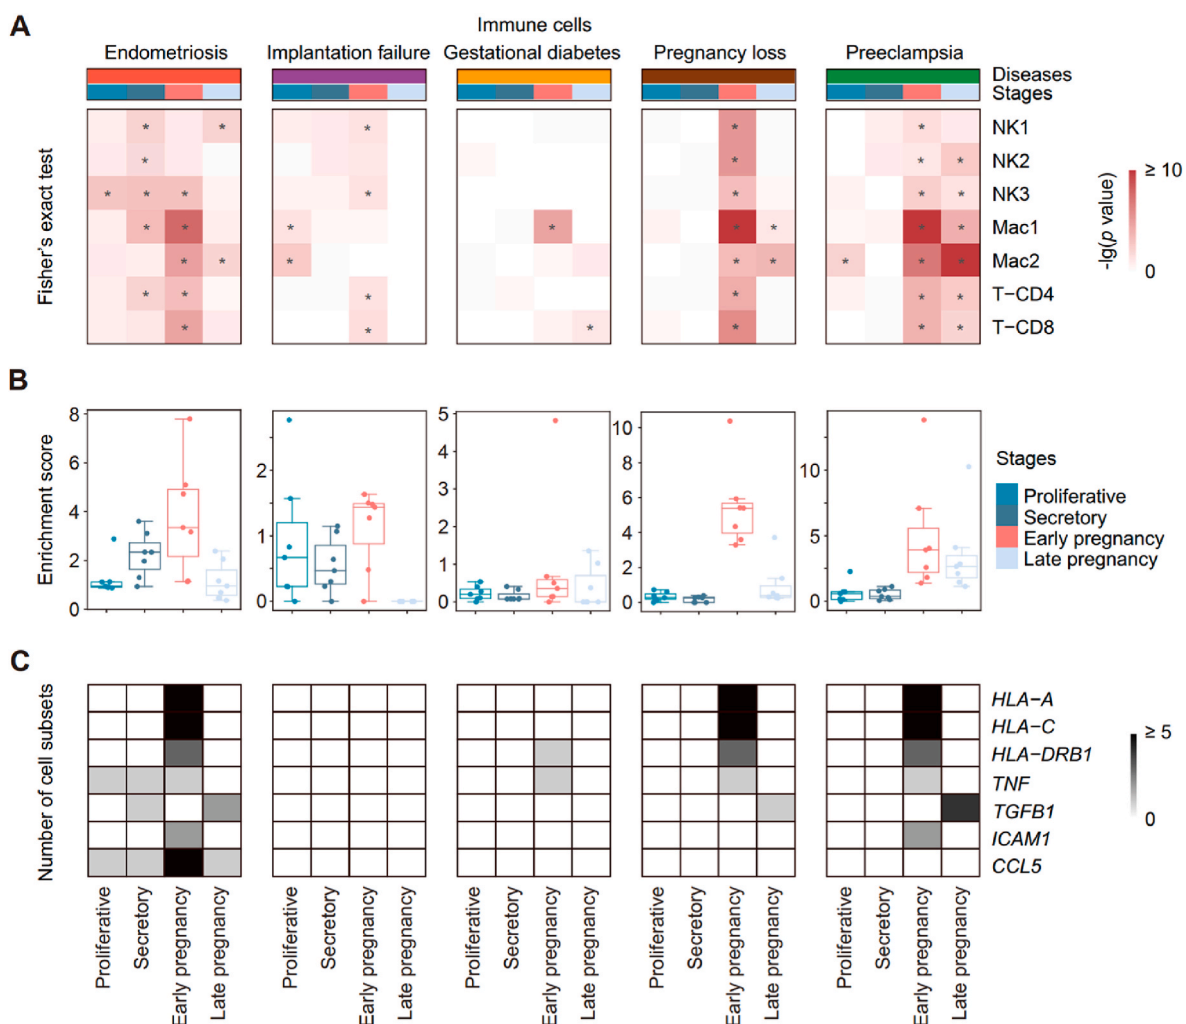 A
Immune cells
Endometriosis
Implantation failure
Gestational diabetes
Pregnancy loss
Preeclampsia
Diseases
Stages
Fisher's exact test
* * NK1
* NK2
* * * NK3
* * Mac1
* * Mac2
* * T−CD4
* T−CD8
-lg(p value)
≥ 10
0
B
Enrichment score
8
6
4
2
0
2
1
0
5
4
3
2
1
0
10
8
6
4
2
0
10
5
0
Stages
Proliferative
Secretory
Early pregnancy
Late pregnancy
C
Number of cell subsets
HLA−A
HLA−C
HLA−DRB1
TNF
TGFB1
ICAM1
CCL5
≥ 5
0
Proliferative
Secretory
Early pregnancy
Late pregnancy
Proliferative
Secretory
Early pregnancy
Late pregnancy
Proliferative
Secretory
Early pregnancy
Late pregnancy
Proliferative
Secretory
Early pregnancy
Late pregnancy
Proliferative
Secretory
Early pregnancy
Late pregnancy